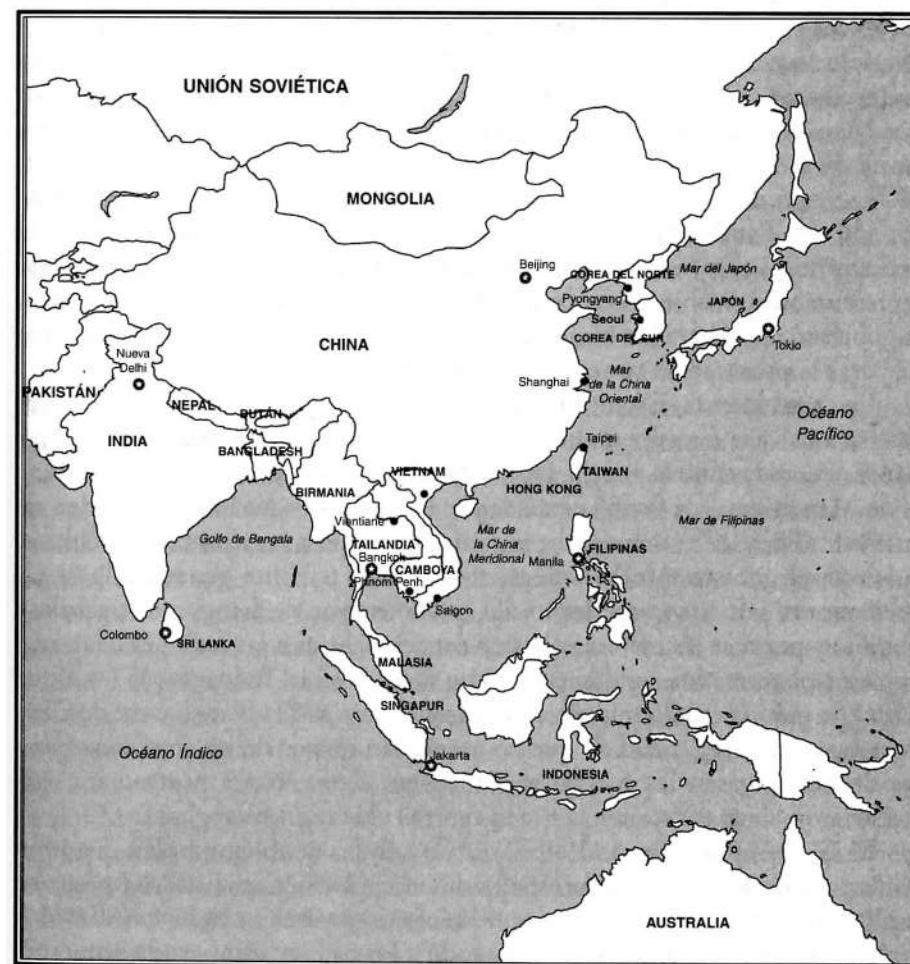 UNIÓN SOVIÉTICA
MONGOLIA
Beijing
COREA DEL NORTE
Mar del Japón
Pyongyang
JAPÓN
Seoul
COREA DEL SUR
Tokio
CHINA
Nueva
Delhi
Shanghai
Mar
de la China
Oriental
PAKISTÁN
NEPAL
BUTÁN
Océano
Pacífico
INDIA
BANGLADESH
Taipei
TAIWAN
VIETNAM
HONG KONG
BIRMANIA
Vientiane
Golfo de Bengala
Mar de
la China
Meridional
Mar de Filipinas
TAILANDIA
Bangkok
CAMBOYA
Manila
FILIPINAS
Phnom Penh
Saigon
Colombo
SRI LANKA
MALASIA
SINGAPUR
Océano Índico
Jakarta
INDONESIA
AUSTRALIA